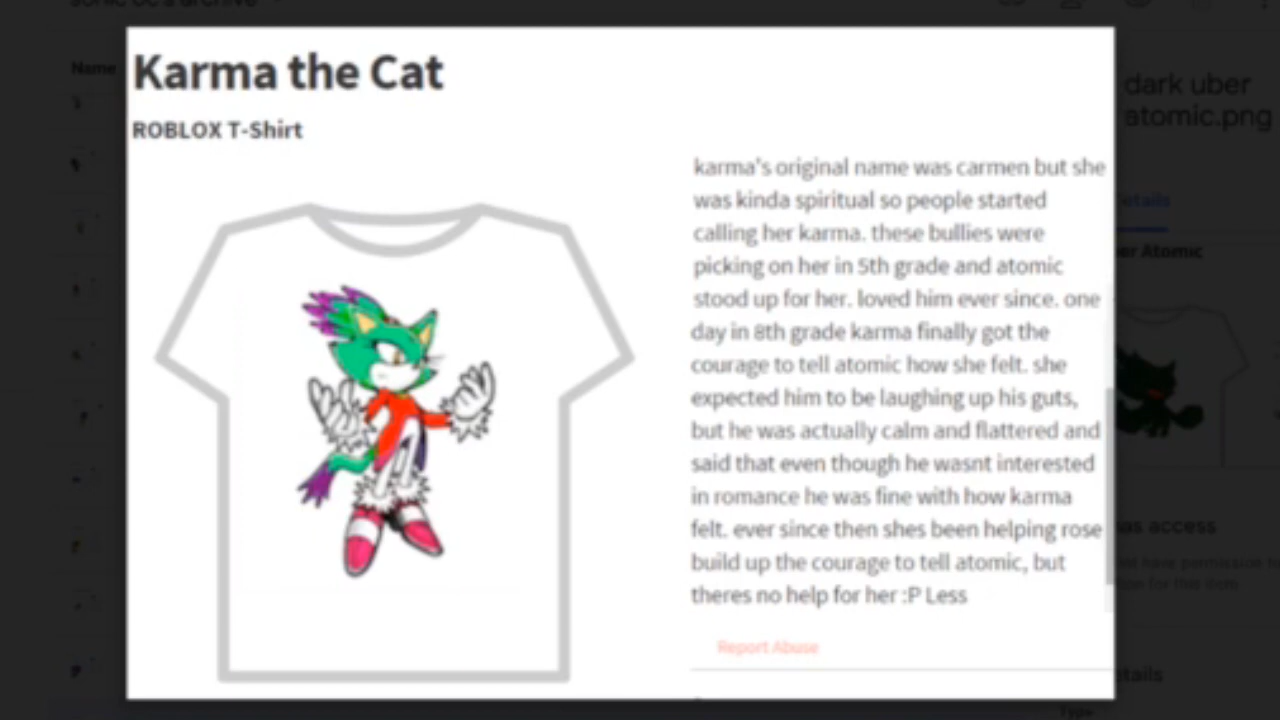 Name
Karma the Cat
ROBLOX T-Shirt
karma's original name was carmen but she
was kinda spiritual so people started
calling her karma. these bullies were
picking on her in 5th grade and atomic
stood up for her. loved him ever since. one
day in 8th grade karma finally got the
courage to tell atomic how she felt. she
expected him to be laughing up his guts,
but he was actually calm and flattered and
said that even though he wasnt interested
in romance he was fine with how karma
felt. ever since then shes been helping rose
build up the courage to tell atomic, but
theres no help for her :P Less
Report Abuse
dark uber
atomic.png
Atomic
access
Type